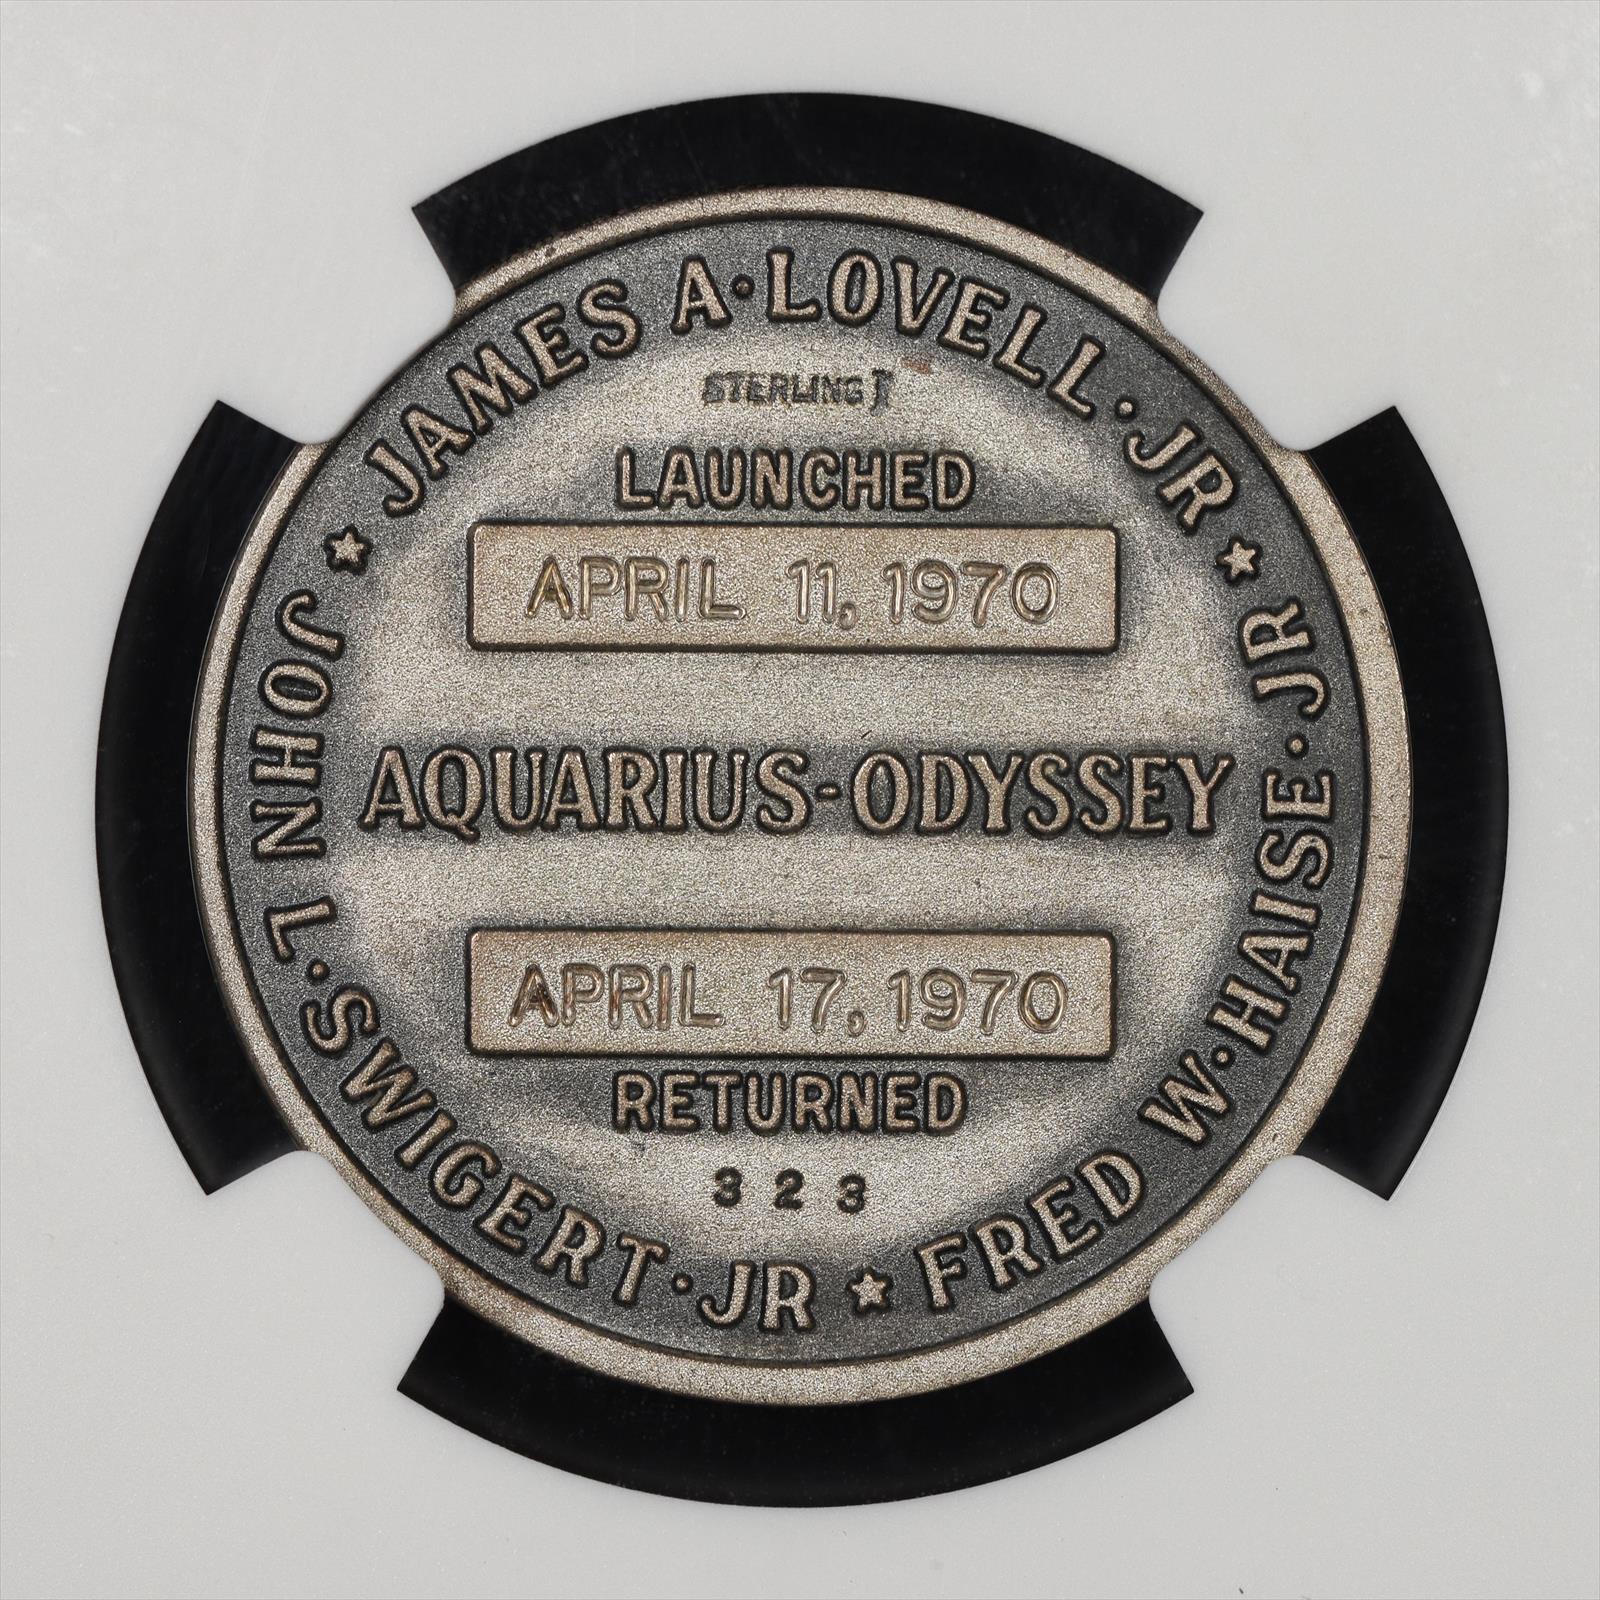 JAMES A·LOVELL·JR
STERLING
LAUNCHED
APRIL 11, 1970
AQUARIUS-ODYSSEY
APRIL 17, 1970
RETURNED
323
FRED W·HAISE·JR
JOHN L·SWIGERT·JR